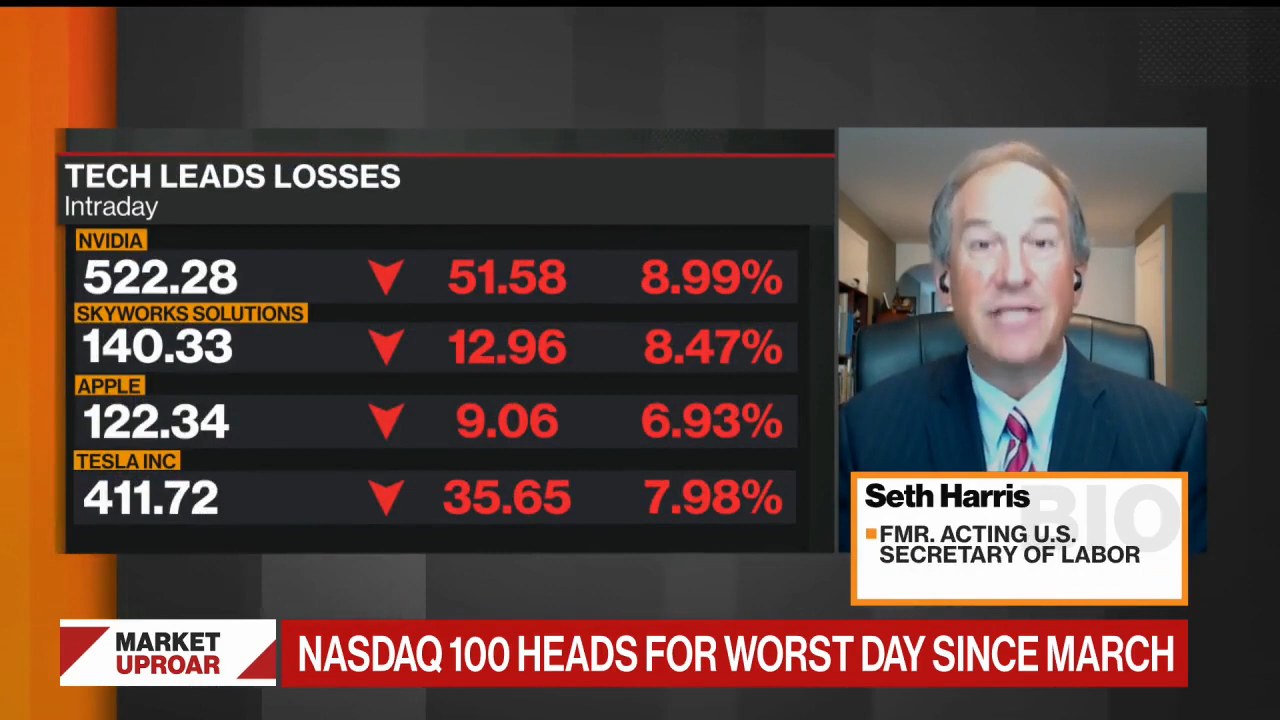 TECH LEADS LOSSES
Intraday
NVIDIA
522.28 51.58 8.99%
SKYWORKS SOLUTIONS
140.33 12.96 8.47%
APPLE
122.34 9.06 6.93%
TESLA INC
411.72 35.65 7.98%
BIO
Seth Harris
FMR. ACTING U.S.
SECRETARY OF LABOR
MARKET
UPROAR
NASDAQ 100 HEADS FOR WORST DAY SINCE MARCH